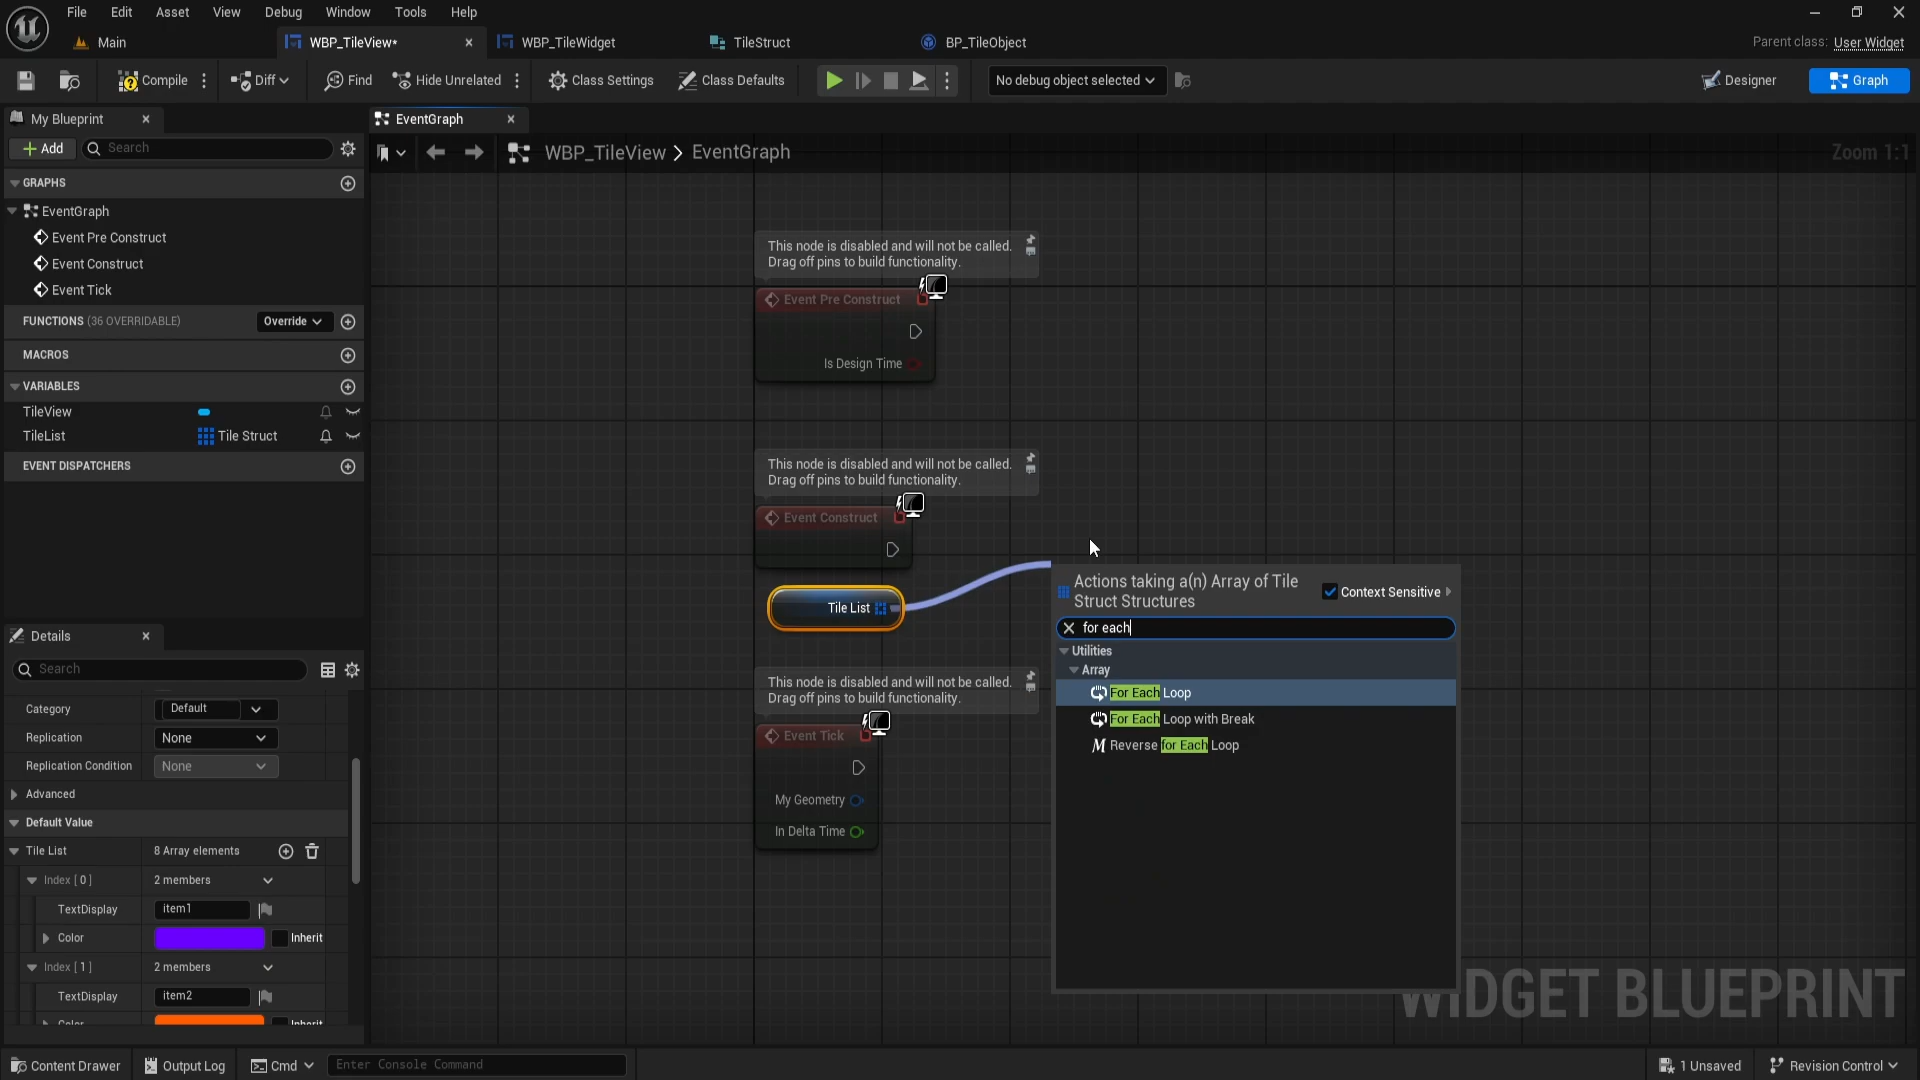 File Edit Asset View Debug Window Tools Help
Main WBP_TileView* WBP_TileWidget TileStruct BP_TileObject Parent class: User Widget
Compile Diff Find Hide Unrelated Class Settings Class Defaults No debug object selected Designer Graph
My Blueprint EventGraph
Add Search WBP_TileView > EventGraph Zoom 1:1
GRAPHS
EventGraph
Event Pre Construct
Event Construct
Event Tick
FUNCTIONS (36 OVERRIDABLE) Override
MACROS
VARIABLES
TileView
TileList Tile Struct
EVENT DISPATCHERS
This node is disabled and will not be called.
Drag off pins to build functionality.
Event Pre Construct
Is Design Time
This node is disabled and will not be called.
Drag off pins to build functionality.
Event Construct
Tile List
This node is disabled and will not be called.
Drag off pins to build functionality.
Event Tick
My Geometry
In Delta Time
Actions taking a(n) Array of Tile
Struct Structures
Context Sensitive
for each
Utilities
Array
For Each Loop
For Each Loop with Break
Reverse for Each Loop
WIDGET BLUEPRINT
Details
Search
Category Default
Replication None
Replication Condition None
Advanced
Default Value
Tile List 8 Array elements
Index [ 0 ] 2 members
TextDisplay item1
Color Inherit
Index [ 1 ] 2 members
TextDisplay item2
Color Inherit
Content Drawer Output Log Cmd Enter Console Command 1 Unsaved Revision Control